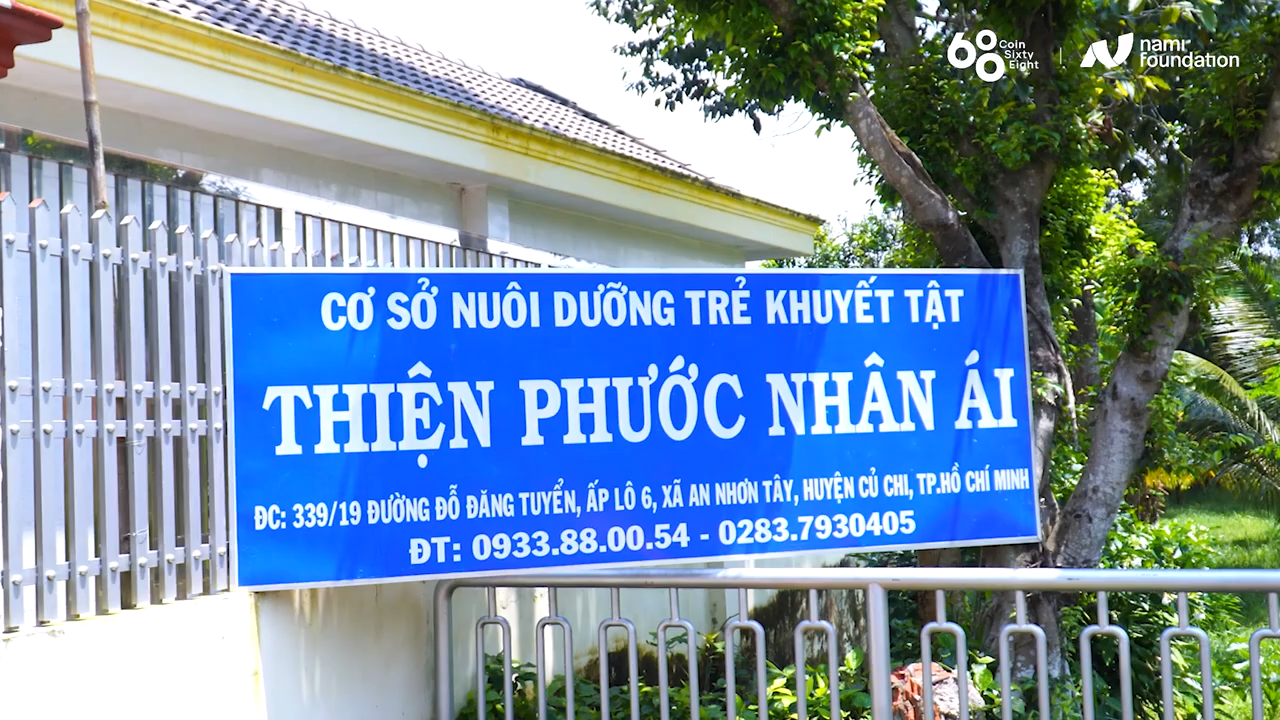 68 Coin Sixty Eight | namr foundation
CƠ SỞ NUÔI DƯỠNG TRẺ KHUYẾT TẬT
THIỆN PHƯỚC NHÂN ÁI
ĐC: 339/19 ĐƯỜNG ĐỖ ĐĂNG TUYỂN, ẤP LÔ 6, XÃ AN NHƠN TÂY, HUYỆN CỦ CHI, TP.HỒ CHÍ MINH
ĐT: 0933.88.00.54 - 0283.7930405